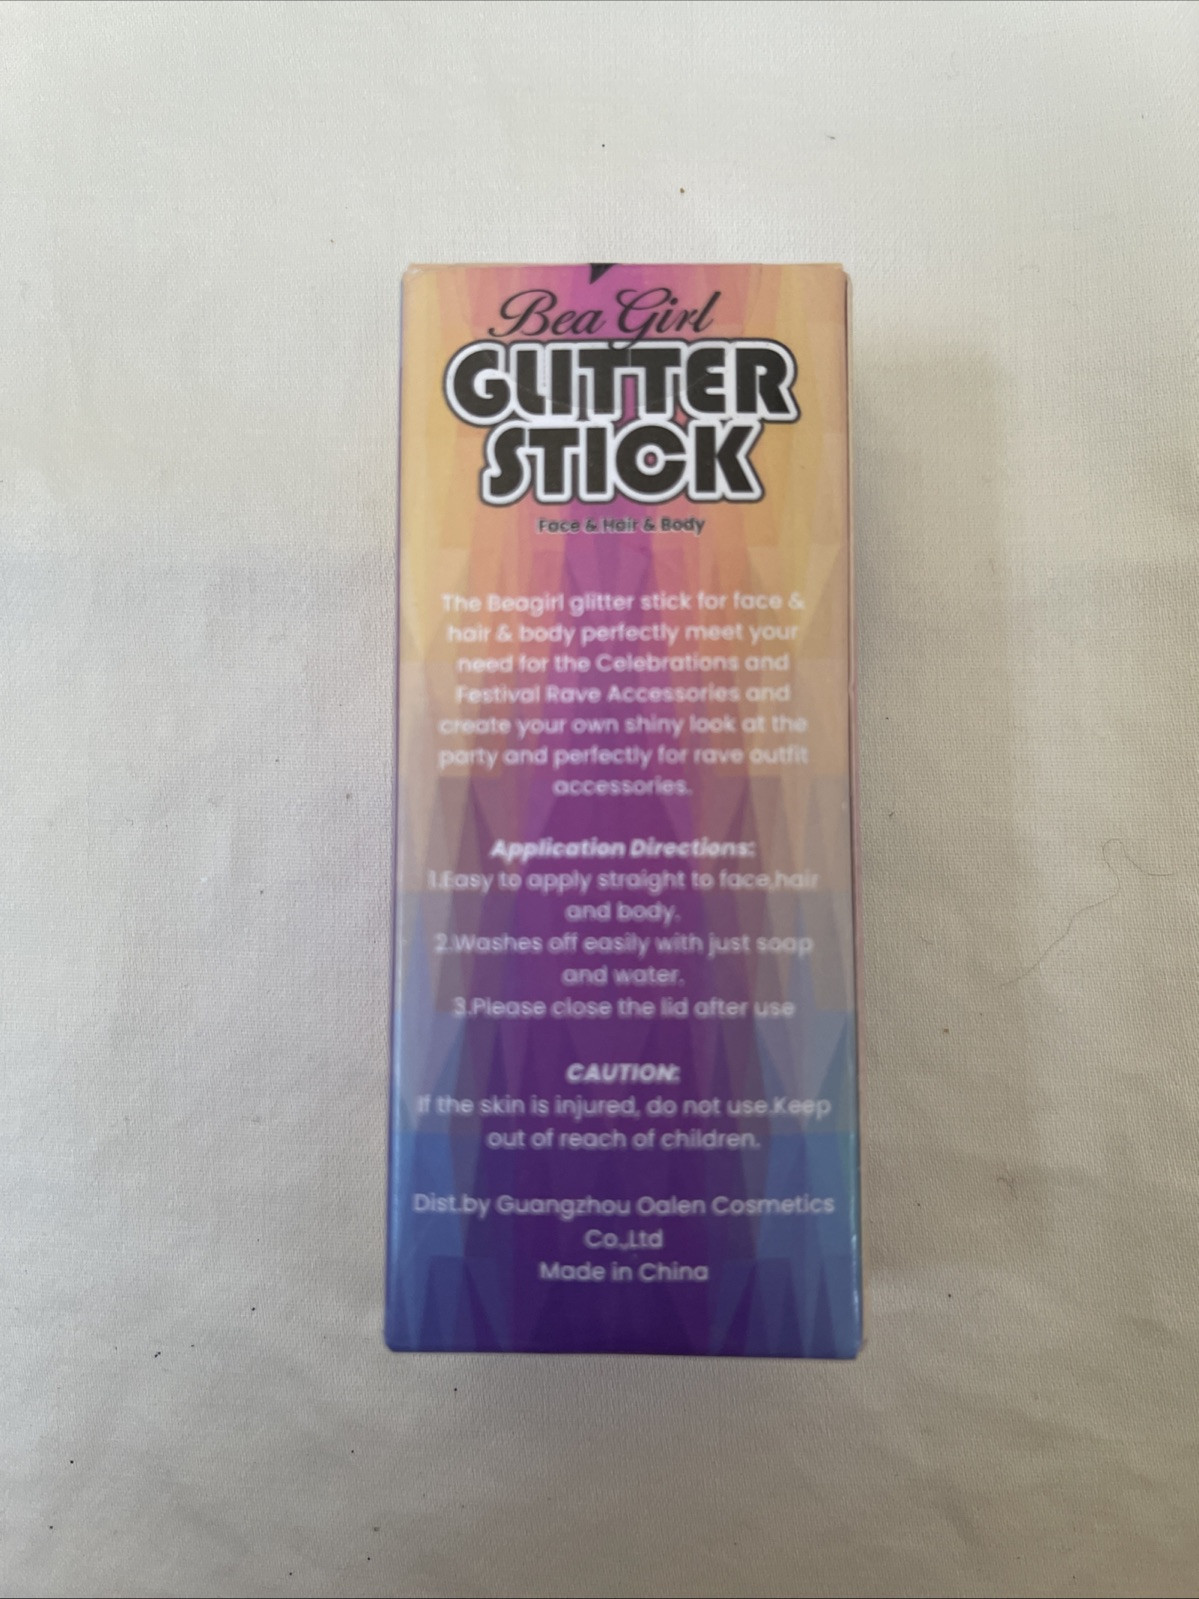 Bea Girl
GLITTER
STICK
Face & Hair & Body
The Beagirl glitter stick for face &
hair & body perfectly meet your
need for the Celebrations and
Festival Rave Accessories and
create your own shiny look at the
party and perfectly for rave outfit
accessories.
Application Directions:
1.Easy to apply straight to face,hair
and body.
2.Washes off easily with just soap
and water.
3.Please close the lid after use
CAUTION:
If the skin is injured, do not use.Keep
out of reach of children.
Dist.by Guangzhou Oalen Cosmetics
Co.,Ltd
Made in China